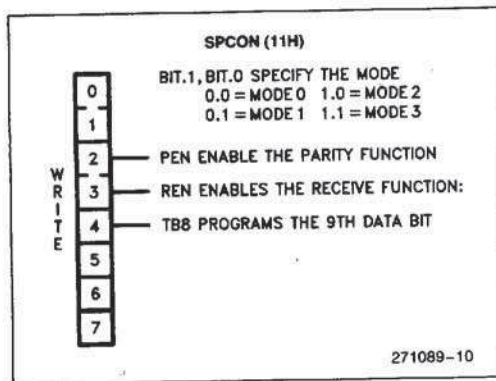 SPCON (11H)
BIT.1, BIT.0 SPECIFY THE MODE
0.0 = MODE 0 1.0 = MODE 2
0.1 = MODE 1 1.1 = MODE 3
WRITE
0
1
2 PEN ENABLE THE PARITY FUNCTION
3 REN ENABLES THE RECEIVE FUNCTION:
4 TB8 PROGRAMS THE 9TH DATA BIT
5
6
7
271089-10